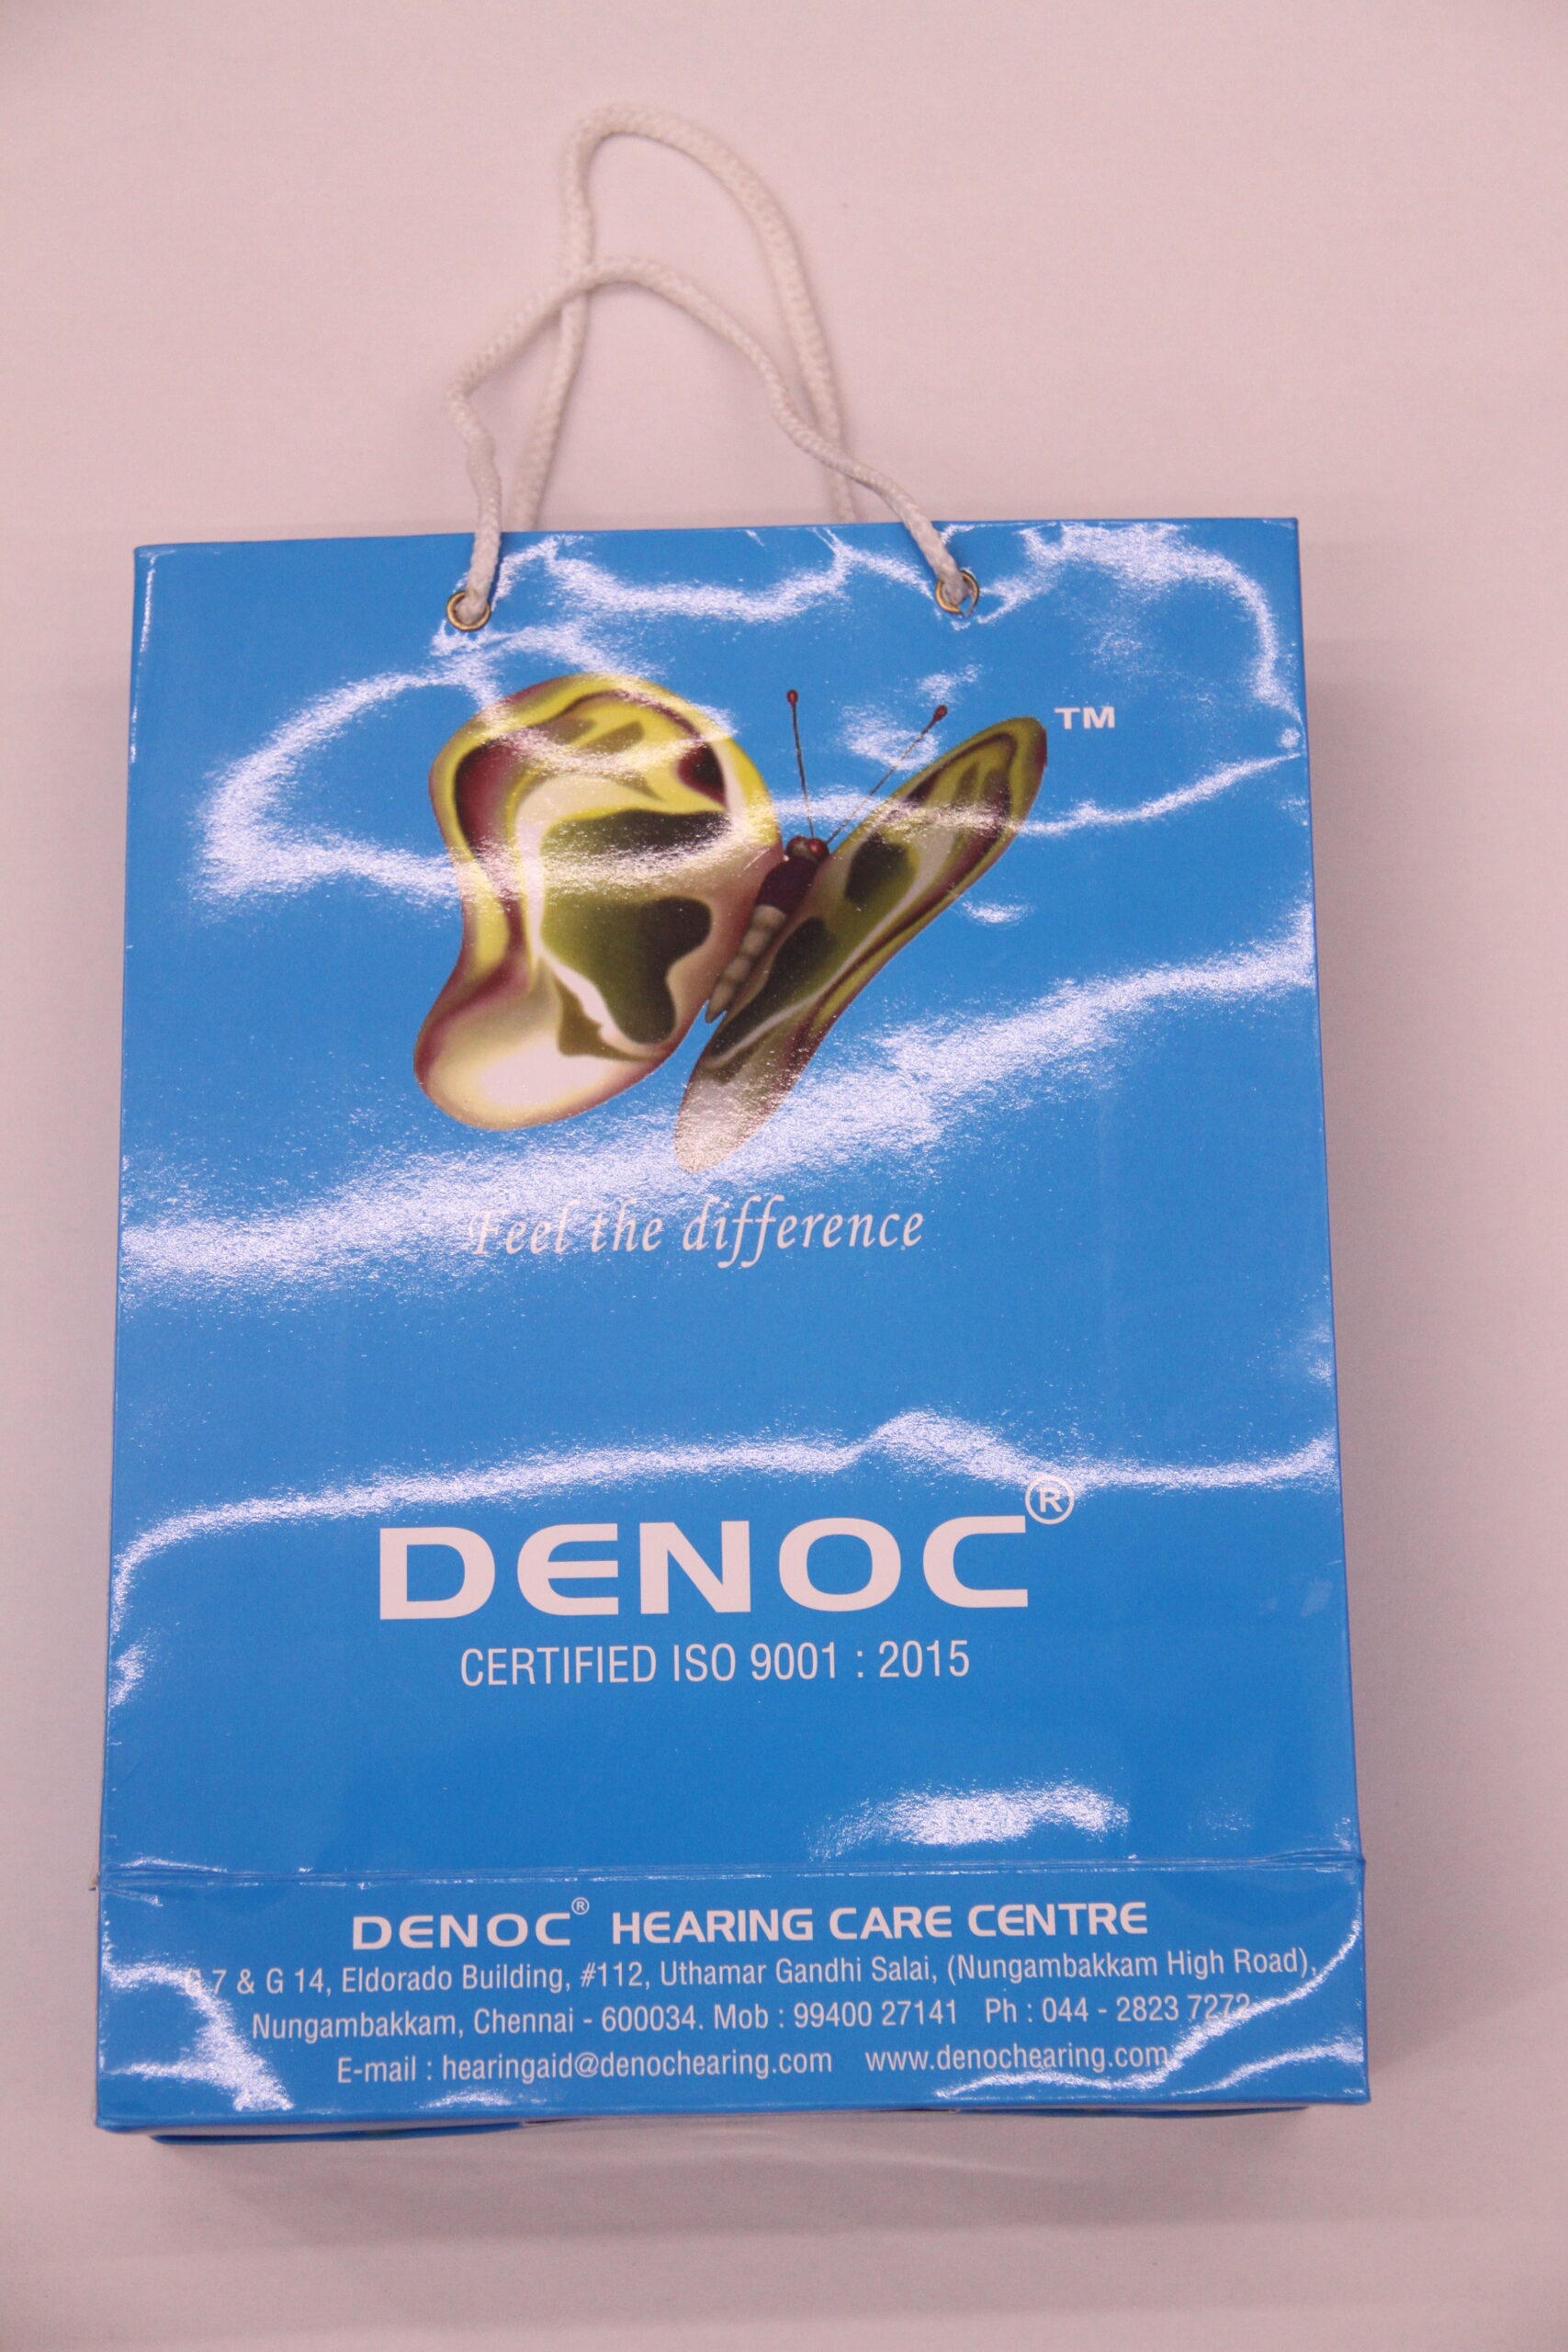 TM
Feel the difference
DENOC®
CERTIFIED ISO 9001 : 2015
DENOC® HEARING CARE CENTRE
G 7 & G 14, Eldorado Building, #112, Uthamar Gandhi Salai, (Nungambakkam High Road),
Nungambakkam, Chennai - 600034. Mob : 99400 27141 Ph : 044 - 2823 7272
E-mail : hearingaid@denochearing.com www.denochearing.com